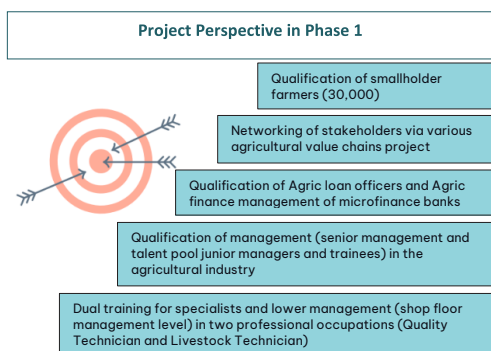 Project Perspective in Phase 1
Qualification of smallholder
farmers (30,000)
Networking of stakeholders via various
agricultural value chains project
Qualification of Agric loan officers and Agric
finance management of microfinance banks
Qualification of management (senior management and
talent pool junior managers and trainees) in the
agricultural industry
Dual training for specialists and lower management (shop floor
management level) in two professional occupations (Quality
Technician and Livestock Technician)